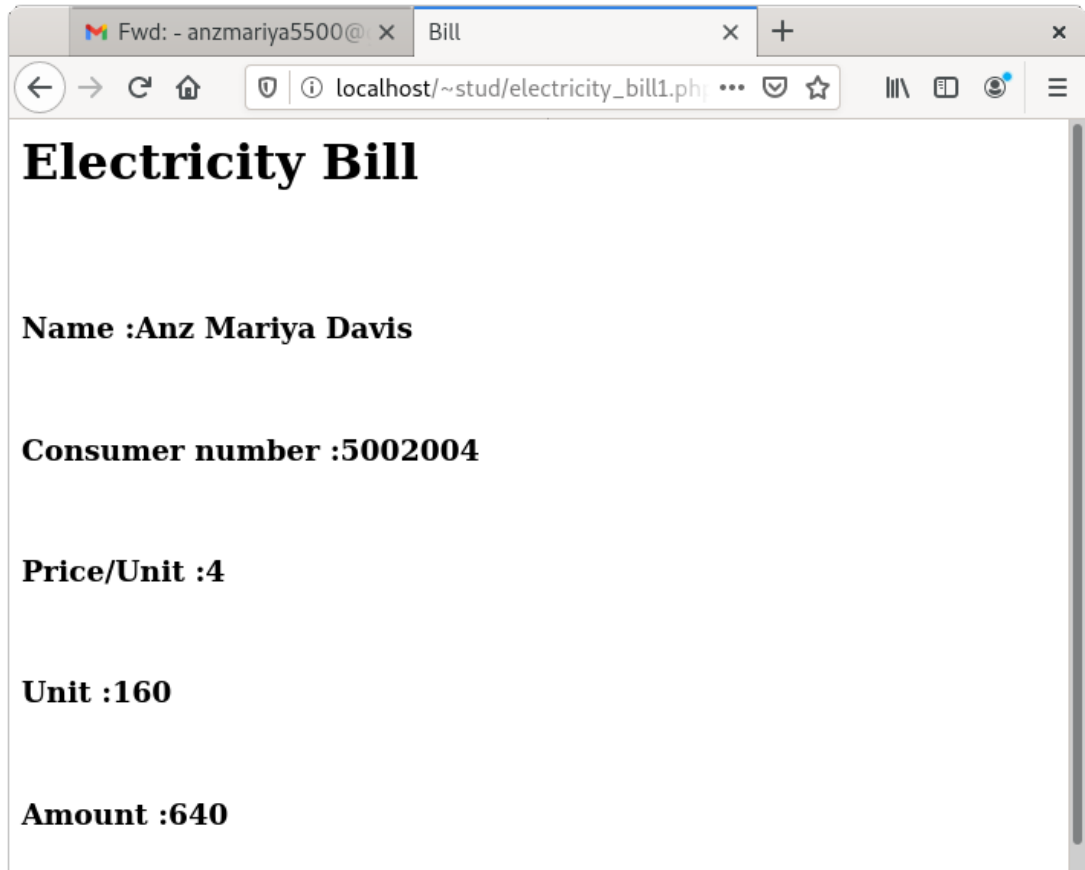 Fwd: - anzmariya5500@
Bill
localhost/~stud/electricity_bill1.php
Electricity Bill
Name :Anz Mariya Davis
Consumer number :5002004
Price/Unit :4
Unit :160
Amount :640